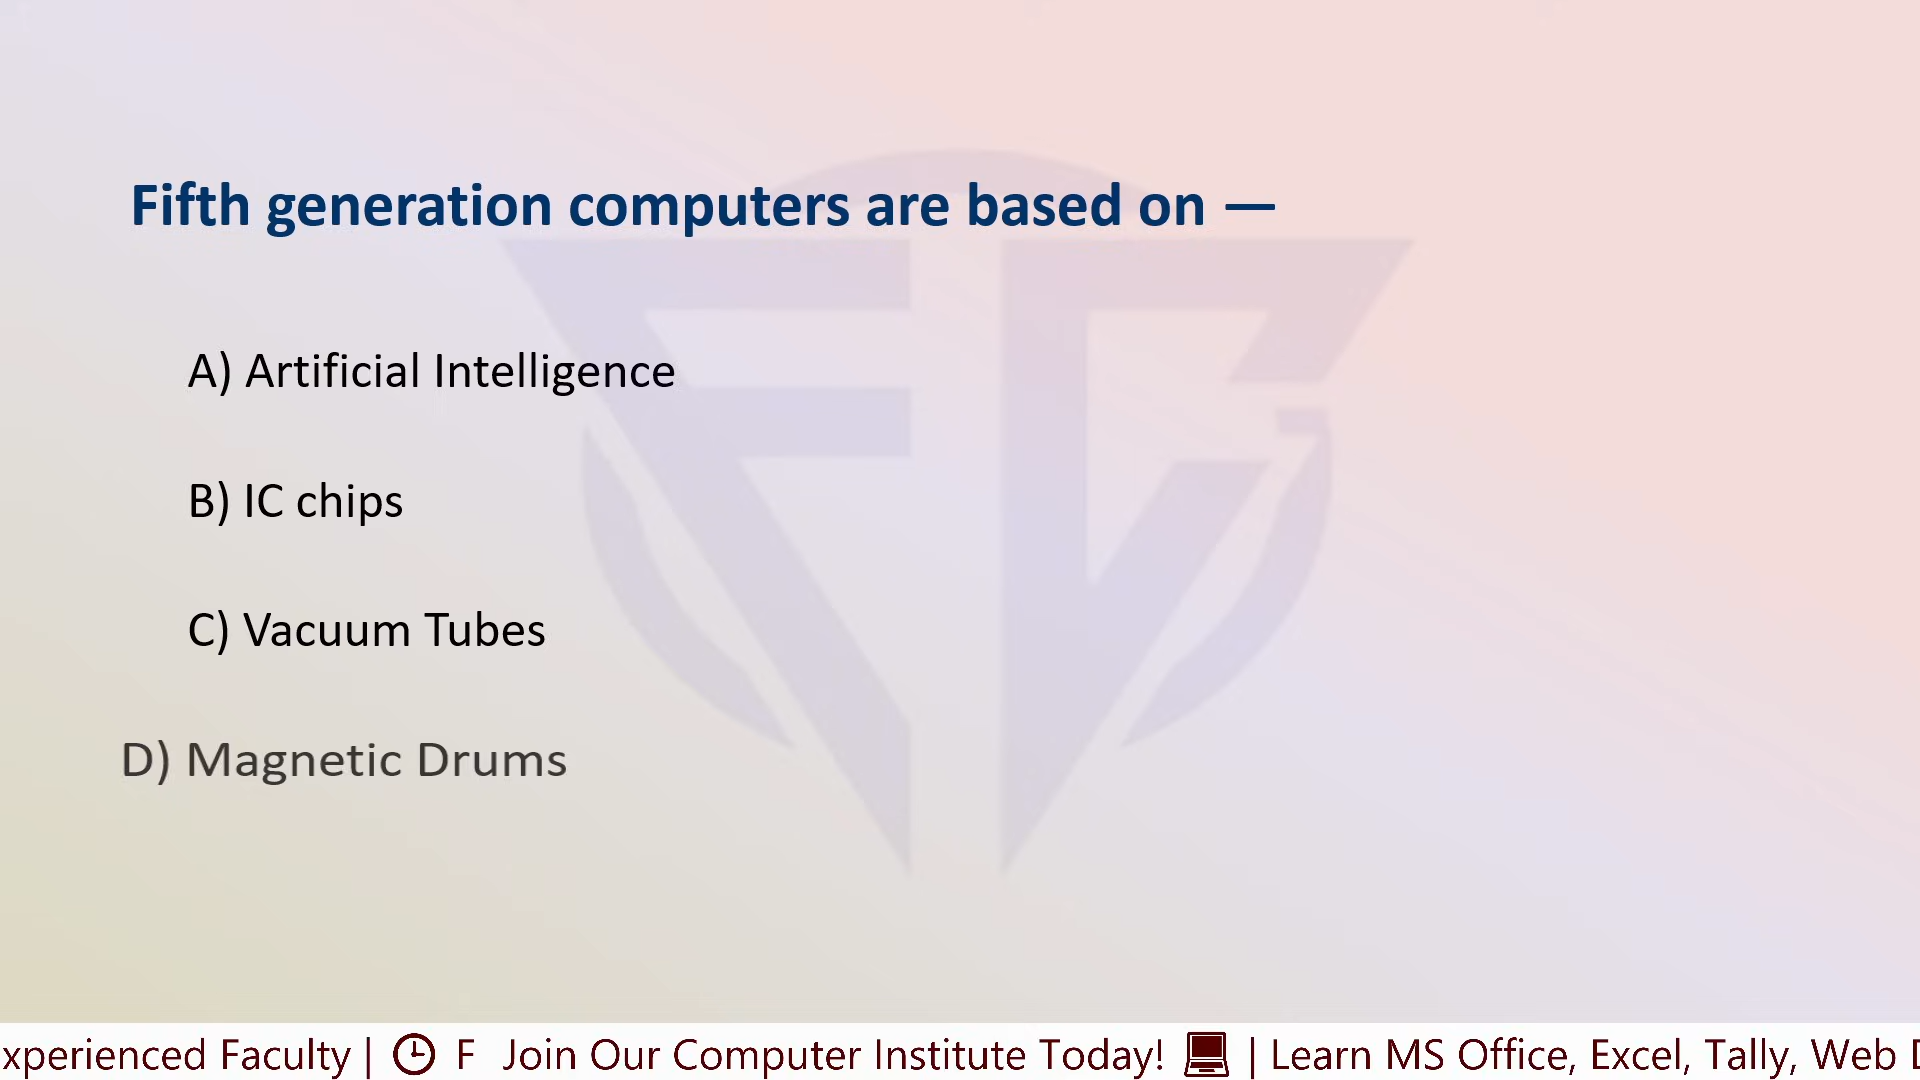 Fifth generation computers are based on —
A) Artificial Intelligence
B) IC chips
C) Vacuum Tubes
D) Magnetic Drums
xperienced Faculty | F Join Our Computer Institute Today! | Learn MS Office, Excel, Tally, Web D